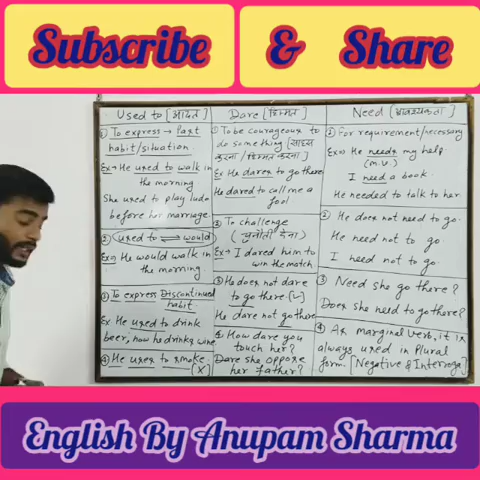 Subscribe & Share
Used to [आदत]
① To express → Past
habit/situation
Ex→ He used to walk in
the morning
She used to play ludo
before her marriage
② used to ⇌ would
Ex→ He would walk in
the morning
③ To express Discontinued
habit
Ex He used to drink
beer, now he drinks wine
④ He uses to smoke
(X)
Dare [हिम्मत]
① To be courageous to
do something [साहस
करना / हिम्मत करना]
Ex He dares to go there
He dared to call me a
fool
② To challenge
(चुनौती देना)
Ex→ I dared him to
win the match
③ He does not dare
to go there (✓)
He dare not go there
④ How dare you
touch her?
Dare she oppose
her father?
Need [आवश्यकता]
① For requirement/necessary
Ex→ He needs my help
(m.v.)
I need a book.
He needed to talk to her
② He does not need to go.
He need not to go.
I need not to go.
③ Need she go there?
Does she need to go there?
④ As marginal verb, it is
always used in Plural
form. [Negative & Interroga]
English By Anupam Sharma